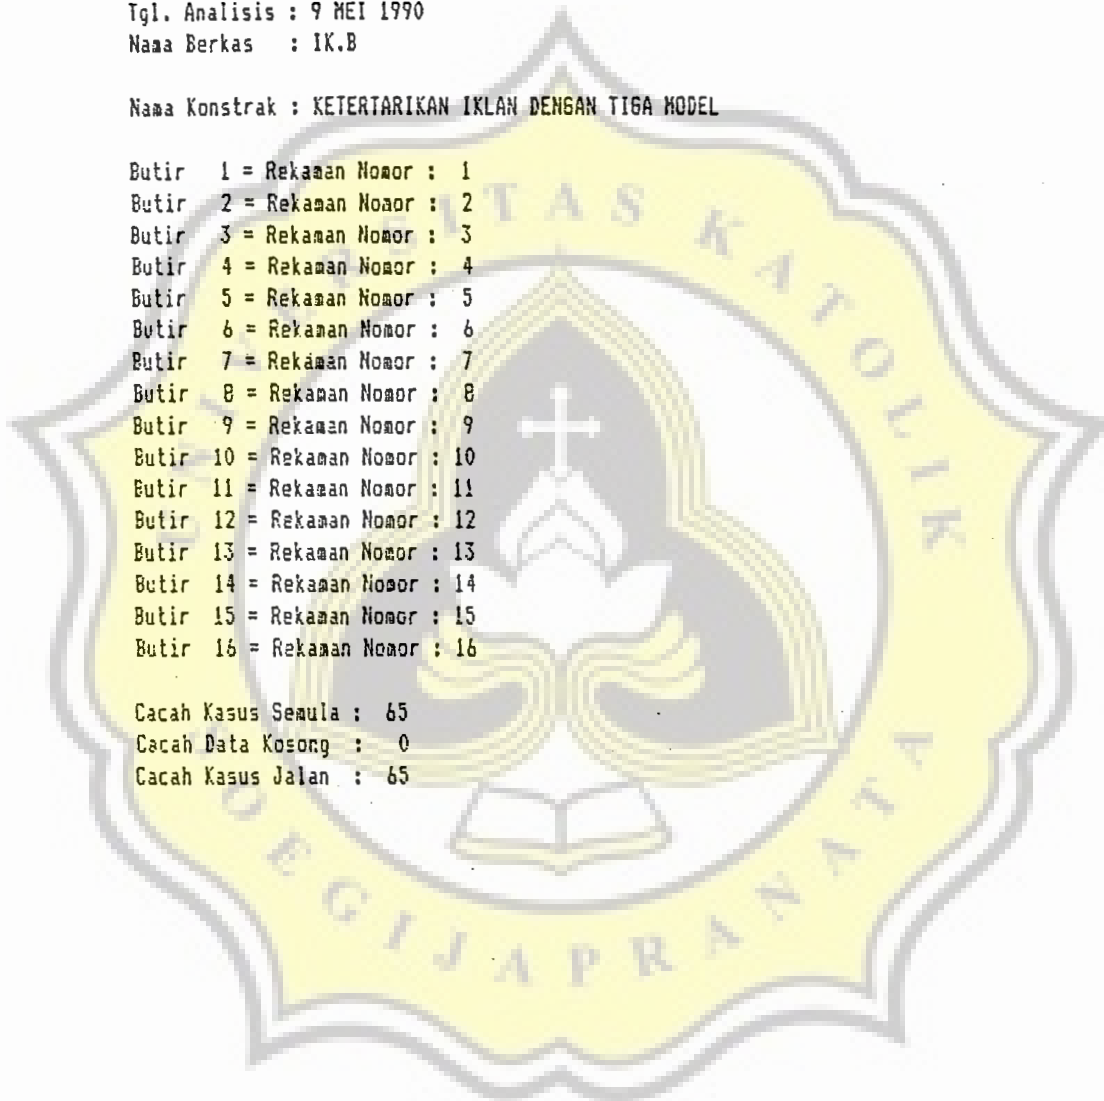 Tgl. Analisis : 9 MEI 1990
Nama Berkas : IK.B
Nama Konstrak : KETERTARIKAN IKLAN DENGAN TIGA MODEL
Butir 1 = Rekaman Nomor : 1
Butir 2 = Rekaman Nomor : 2
Butir 3 = Rekaman Nomor : 3
Butir 4 = Rekaman Nomor : 4
Butir 5 = Rekaman Nomor : 5
Butir 6 = Rekaman Nomor : 6
Butir 7 = Rekaman Nomor : 7
Butir 8 = Rekaman Nomor : 8
Butir 9 = Rekaman Nomor : 9
Butir 10 = Rekaman Nomor : 10
Butir 11 = Rekaman Nomor : 11
Butir 12 = Rekaman Nomor : 12
Butir 13 = Rekaman Nomor : 13
Butir 14 = Rekaman Nomor : 14
Butir 15 = Rekaman Nomor : 15
Butir 16 = Rekaman Nomor : 16
Cacah Kasus Semula : 65
Cacah Data Kosong : 0
Cacah Kasus Jalan : 65
UNIVERSITAS KATOLIK
SOEGIJAPRANATA